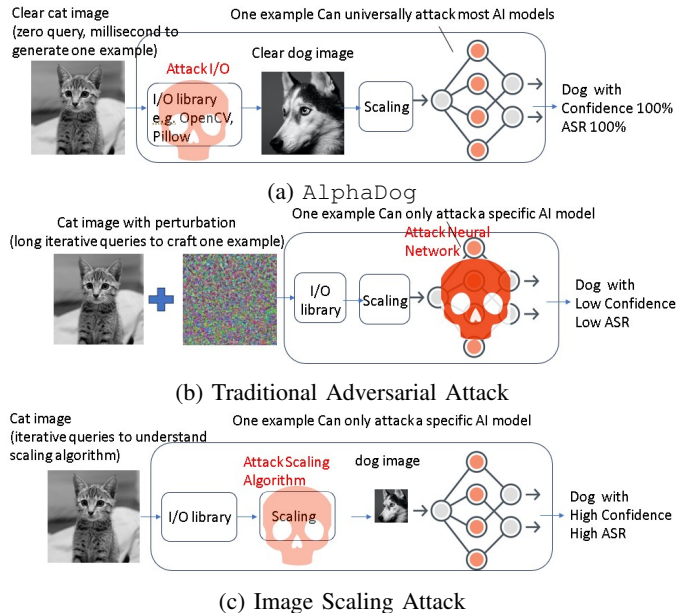 Clear cat image
(zero query, millisecond to
generate one example)
One example Can universally attack most AI models
Attack I/O
Clear dog image
I/O library
e,g, OpenCV,
Pillow
Scaling
Dog with
Confidence 100%
ASR 100%
(a) AlphaDog
Cat image with perturbation
(long iterative queries to craft one example)
One example Can only attack a specific AI model
Attack Neural
Network
I/O
library
Scaling
Dog with
Low Confidence
Low ASR
(b) Traditional Adversarial Attack
Cat image
(iterative queries to understand
scaling algorithm)
One example Can only attack a specific AI model
Attack Scaling
Algorithm
dog image
I/O library
Scaling
Dog with
High Confidence
High ASR
(c) Image Scaling Attack